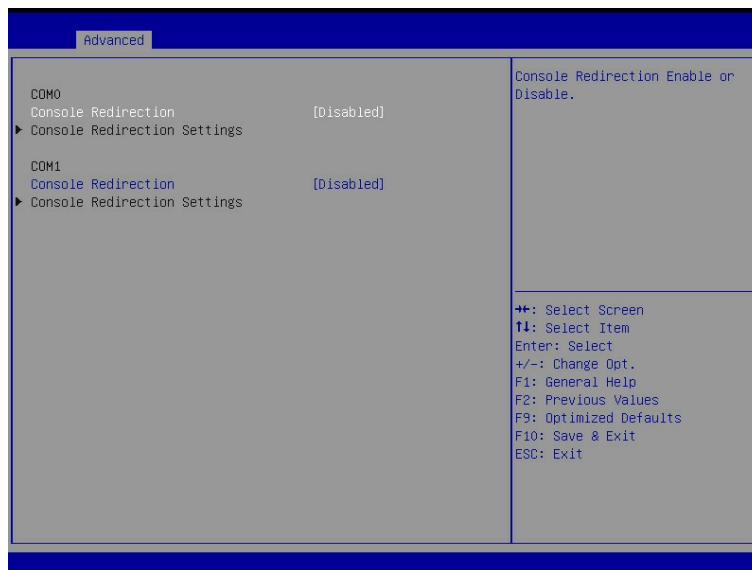 Advanced
COM0
Console Redirection [Disabled]
▶ Console Redirection Settings
COM1
Console Redirection [Disabled]
▶ Console Redirection Settings
Console Redirection Enable or
Disable.
→←: Select Screen
↑↓: Select Item
Enter: Select
+/-: Change Opt.
F1: General Help
F2: Previous Values
F9: Optimized Defaults
F10: Save & Exit
ESC: Exit